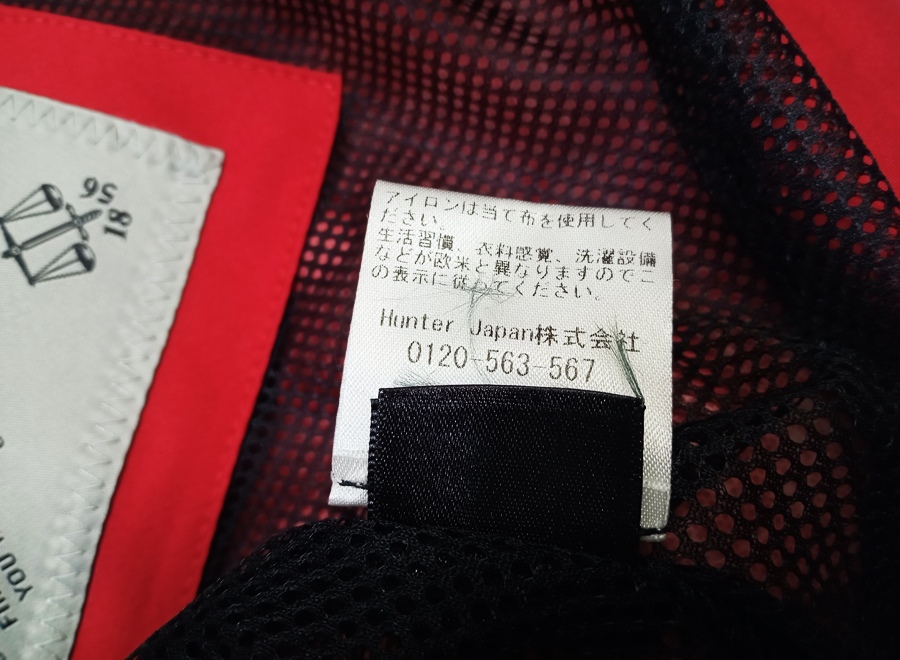 アイロンは当て布を使用してく
ださい。
生活習慣、衣料感覚、洗濯設備
などが欧米と異なりますのでこ
の表示に従ってください。
Hunter Japan株式会社
0120-563-567
18
56
YOU